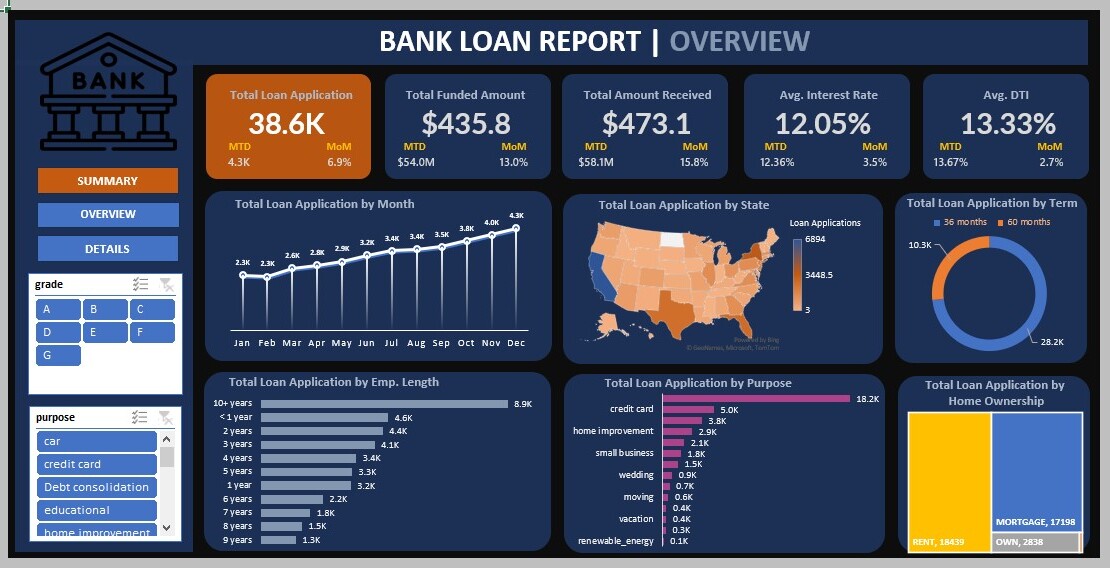 BANK LOAN REPORT | OVERVIEW
BANK
SUMMARY
OVERVIEW
DETAILS
grade
A B C
D E F
G
purpose
car
credit card
Debt consolidation
educational
home improvement
Total Loan Application
38.6K
MTD MoM
4.3K 6.9%
Total Funded Amount
$435.8
MTD MoM
$54.0M 13.0%
Total Amount Received
$473.1
MTD MoM
$58.1M 15.8%
Avg. Interest Rate
12.05%
MTD MoM
12.36% 3.5%
Avg. DTI
13.33%
MTD MoM
13.67% 2.7%
Total Loan Application by Month
2.3K 2.3K 2.6K 2.8K 2.9K 3.2K 3.4K 3.4K 3.5K 3.8K 4.0K 4.3K
Jan Feb Mar Apr May Jun Jul Aug Sep Oct Nov Dec
Total Loan Application by State
Loan Applications
6894
3448.5
3
Powered by Bing
© GeoNames, Microsoft, TomTom
Total Loan Application by Term
36 months 60 months
10.3K
28.2K
Total Loan Application by Emp. Length
10+ years 8.9K
< 1 year 4.6K
2 years 4.4K
3 years 4.1K
4 years 3.4K
5 years 3.3K
1 year 3.2K
6 years 2.2K
7 years 1.8K
8 years 1.5K
9 years 1.3K
Total Loan Application by Purpose
18.2K
credit card 5.0K
3.8K
home improvement 2.9K
2.1K
small business 1.8K
1.5K
wedding 0.9K
0.7K
moving 0.6K
0.4K
vacation 0.4K
0.3K
renewable_energy 0.1K
Total Loan Application by
Home Ownership
MORTGAGE, 17198
RENT, 18439
OWN, 2838